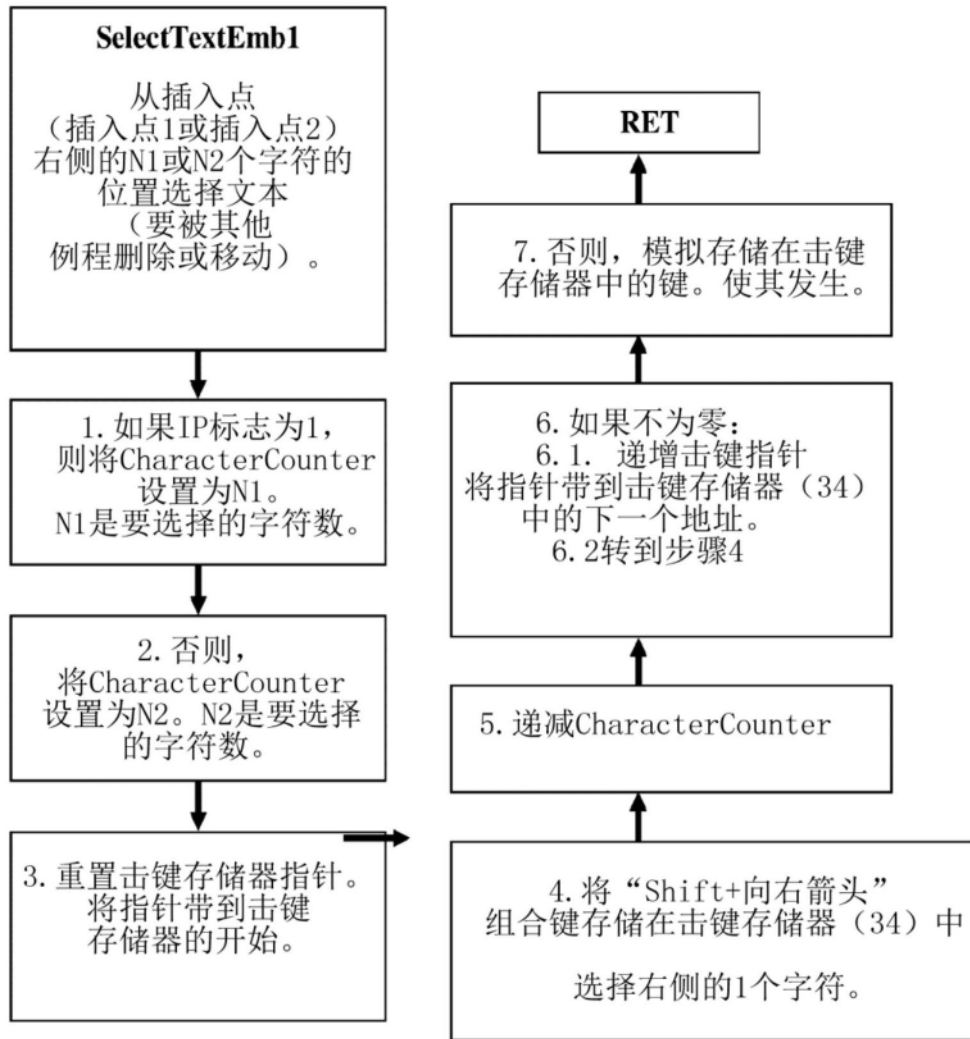 SelectTextEmb1
从插入点
(插入点1或插入点2)
右侧的N1或N2个字符的
位置选择文本
(要被其他
例程删除或移动)。
1.如果IP标志为1,
则将CharacterCounter
设置为N1。
N1是要选择的字符数。
2.否则,
将CharacterCounter
设置为N2。N2是要选择
的字符数。
3.重置击键存储器指针。
将指针带到击键
存储器的开始。
4.将“Shift+向右箭头”
组合键存储在击键存储器(34)中
选择右侧的1个字符。
5.递减CharacterCounter
6.如果不为零:
6.1. 递增击键指针
将指针带到击键存储器(34)
中的下一个地址。
6.2转到步骤4
7.否则,模拟存储在击键
存储器中的键。使其发生。
RET